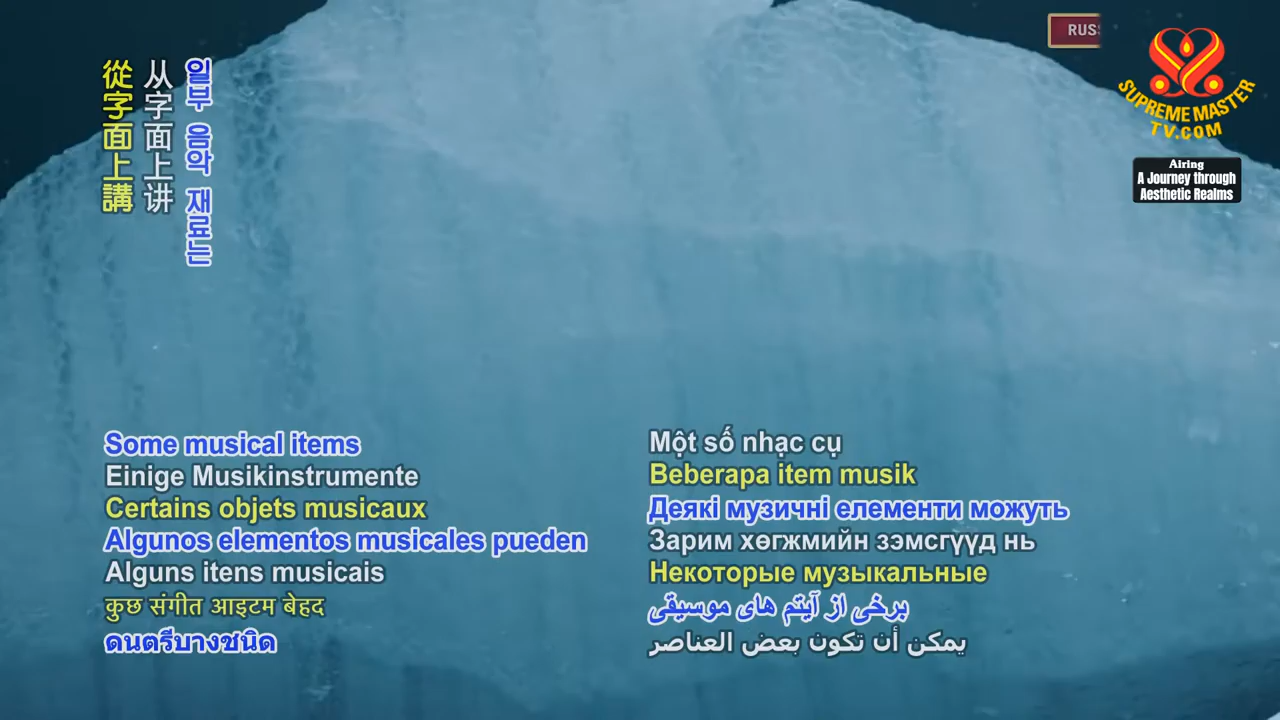 從字面上講
从字面上讲
일부 음악 재료는
RUS
SUPREME MASTER
TV.COM
Airing
A Journey through
Aesthetic Realms
Some musical items
Einige Musikinstrumente
Certains objets musicaux
Algunos elementos musicales pueden
Alguns itens musicais
कुछ संगीत आइटम बेहद
ดนตรีบางชนิด
Một số nhạc cụ
Beberapa item musik
Деякі музичні елементи можуть
Зарим хөгжмийн зэмсгүүд нь
Некоторые музыкальные
برخی از آیتم های موسیقی
يمكن أن تكون بعض العناصر